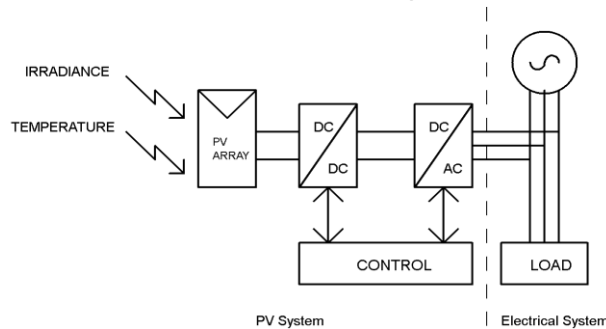 IRRADIANCE
TEMPERATURE
PV
ARRAY
DC
DC
DC
AC
CONTROL
LOAD
PV System
Electrical System